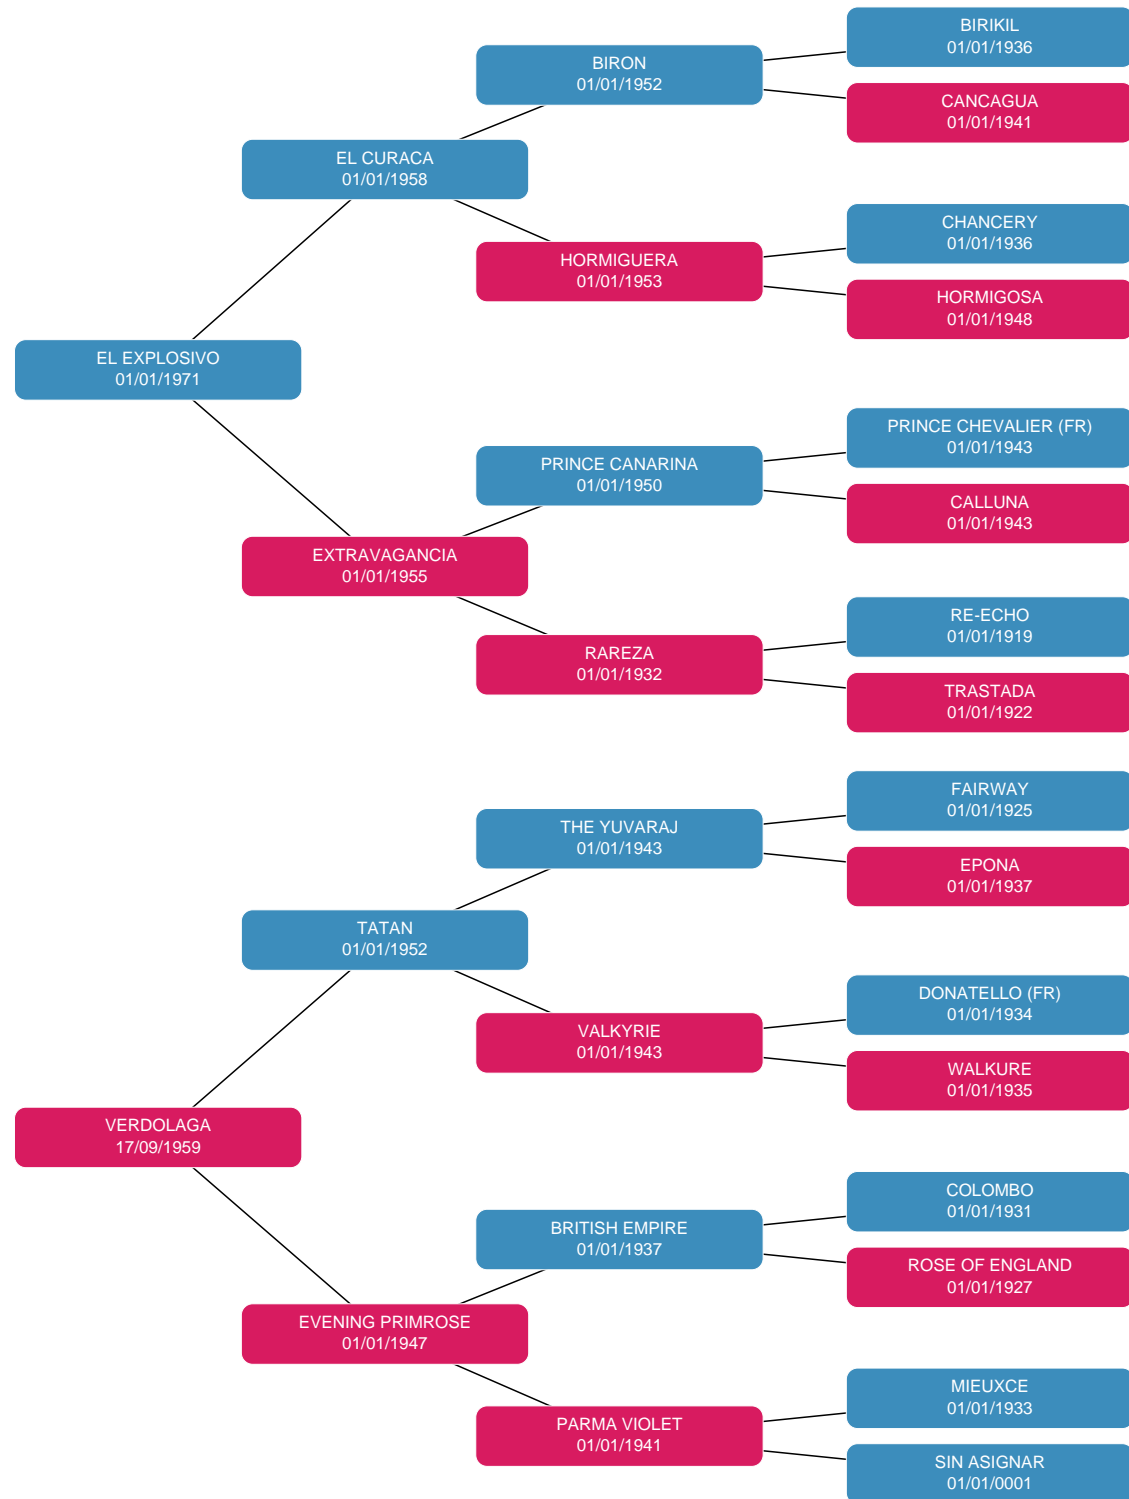 BIRIKIL
01/01/1936
BIRON
01/01/1952
CANCAGUA
01/01/1941
EL CURACA
01/01/1958
CHANCERY
01/01/1936
HORMIGUERA
01/01/1953
HORMIGOSA
01/01/1948
EL EXPLOSIVO
01/01/1971
PRINCE CHEVALIER (FR)
01/01/1943
PRINCE CANARINA
01/01/1950
CALLUNA
01/01/1943
EXTRAVAGANCIA
01/01/1955
RE-ECHO
01/01/1919
RAREZA
01/01/1932
TRASTADA
01/01/1922
FAIRWAY
01/01/1925
THE YUVARAJ
01/01/1943
EPONA
01/01/1937
TATAN
01/01/1952
DONATELLO (FR)
01/01/1934
VALKYRIE
01/01/1943
WALKURE
01/01/1935
VERDOLAGA
17/09/1959
COLOMBO
01/01/1931
BRITISH EMPIRE
01/01/1937
ROSE OF ENGLAND
01/01/1927
EVENING PRIMROSE
01/01/1947
MIEUXCE
01/01/1933
PARMA VIOLET
01/01/1941
SIN ASIGNAR
01/01/0001